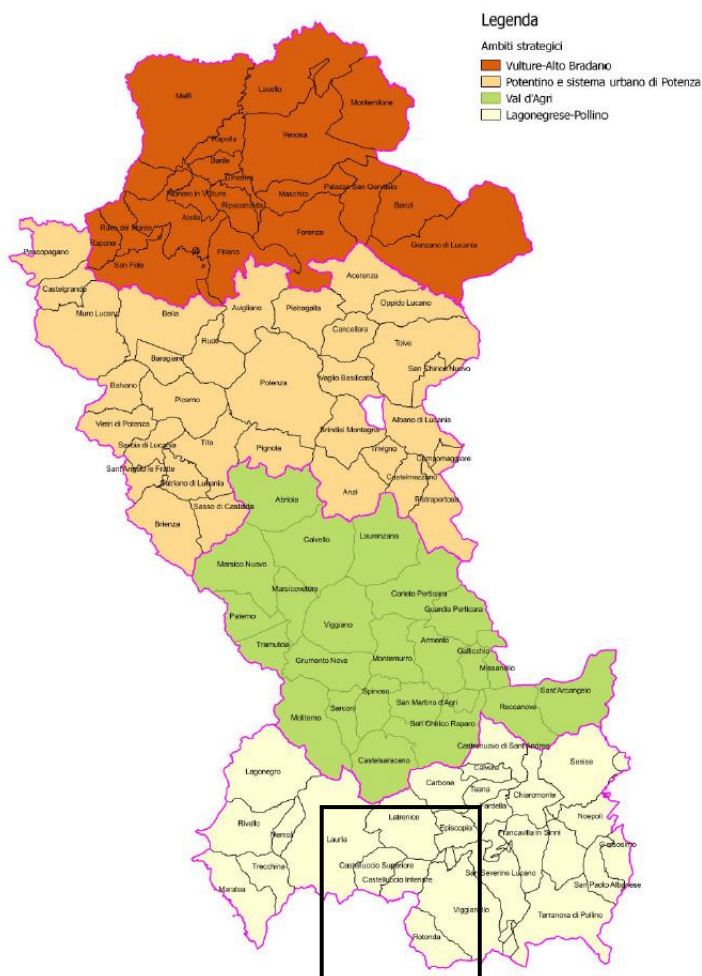 Legenda
Ambiti strategici
Vulture-Alto Bradano
Potentino e sistema urbano di Potenza
Val d'Agri
Lagonegrese-Pollino
Melfi
Lavello
Montemilone
Venosa
Rapolla
Barile
Ginestra
Rionero in Vulture
Ripacandida
Maschito
Palazzo San Gervasio
Banzi
Atella
Ruvo del Monte
Forenza
Genzano di Lucania
Rapone
Filiano
San Fele
Pescopagano
Castelgrande
Acerenza
Muro Lucano
Bella
Avigliano
Pietragalla
Oppido Lucano
Ruoti
Cancellara
Tolve
Baragiano
San Chirico Nuovo
Balvano
Potenza
Vaglio Basilicata
Picerno
Vietri di Potenza
Albano di Lucania
Brindisi Montagna
Savoia di Lucania
Tito
Pignola
Trivigno
Campomaggiore
Sant'Angelo le Fratte
Satriano di Lucania
Castelmezzano
Anzi
Pietrapertosa
Sasso di Castalda
Brienza
Abriola
Calvello
Laurenzana
Marsico Nuovo
Marsicovetere
Corleto Perticara
Guardia Perticara
Paterno
Viggiano
Tramutola
Armento
Gallicchio
Grumento Nova
Montemurro
Missanello
Sant'Arcangelo
Spinoso
Sarconi
San Martino d'Agri
Roccanova
Moliterno
San Chirico Raparo
Castelsaraceno
Castronuovo di Sant'Andrea
Lagonegro
Carbone
Calvera
Senise
Teana
Chiaromonte
Fardella
Rivello
Nemoli
Lauria
Latronico
Episcopia
Francavilla in Sinni
Noepoli
Cersosimo
Trecchina
Castelluccio Superiore
Castelluccio Inferiore
San Severino Lucano
San Paolo Albanese
Maratea
Viggianello
Terranova di Pollino
Rotonda